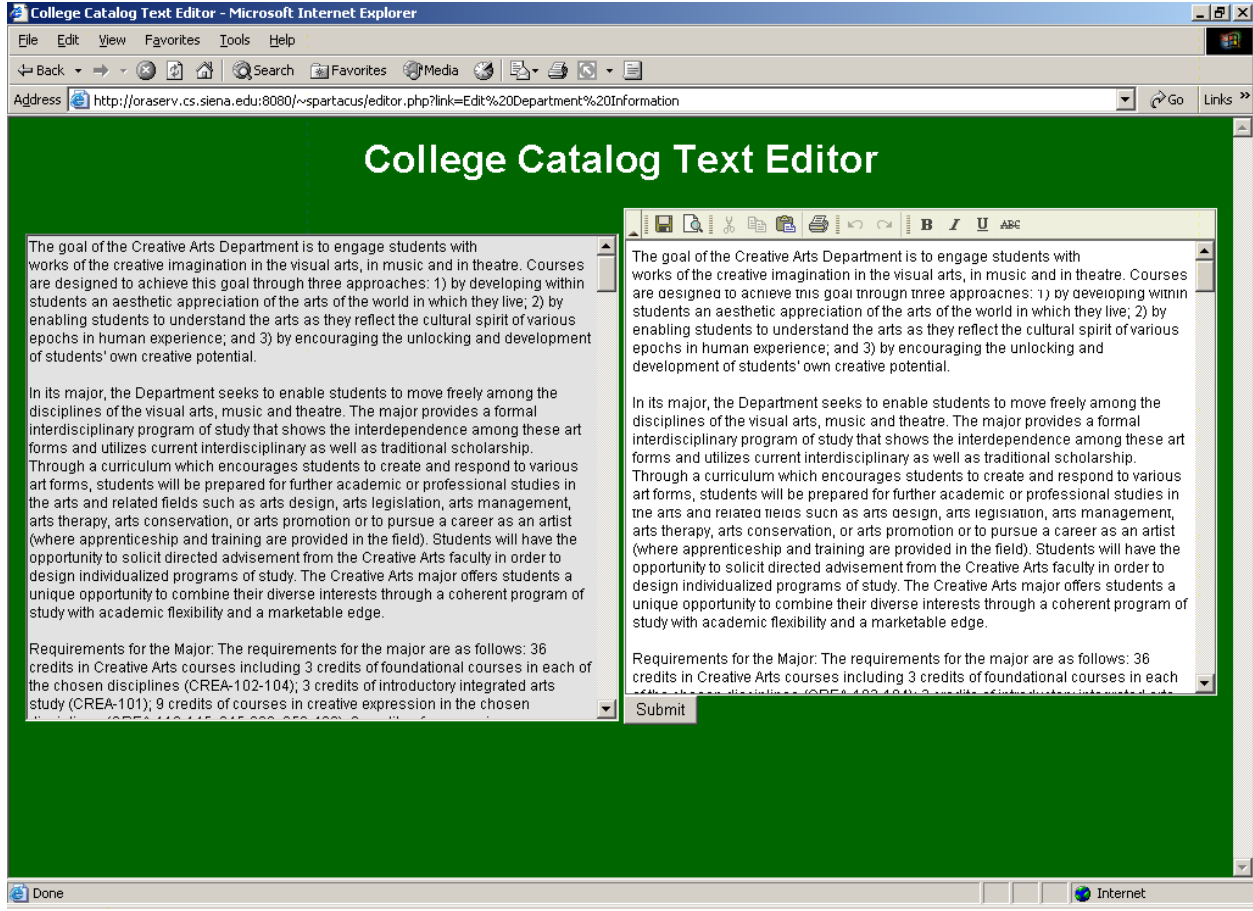 College Catalog Text Editor - Microsoft Internet Explorer
File Edit View Favorites Tools Help
Back Search Favorites Media
Address http://oraserv.cs.siena.edu:8080/~spartacus/editor.php?link=Edit%20Department%20Information Go Links »
College Catalog Text Editor
The goal of the Creative Arts Department is to engage students with
works of the creative imagination in the visual arts, in music and in theatre. Courses
are designed to achieve this goal through three approaches: 1) by developing within
students an aesthetic appreciation of the arts of the world in which they live; 2) by
enabling students to understand the arts as they reflect the cultural spirit of various
epochs in human experience; and 3) by encouraging the unlocking and development
of students' own creative potential.
In its major, the Department seeks to enable students to move freely among the
disciplines of the visual arts, music and theatre. The major provides a formal
interdisciplinary program of study that shows the interdependence among these art
forms and utilizes current interdisciplinary as well as traditional scholarship.
Through a curriculum which encourages students to create and respond to various
art forms, students will be prepared for further academic or professional studies in
the arts and related fields such as arts design, arts legislation, arts management,
arts therapy, arts conservation, or arts promotion or to pursue a career as an artist
(where apprenticeship and training are provided in the field). Students will have the
opportunity to solicit directed advisement from the Creative Arts faculty in order to
design individualized programs of study. The Creative Arts major offers students a
unique opportunity to combine their diverse interests through a coherent program of
study with academic flexibility and a marketable edge.
Requirements for the Major: The requirements for the major are as follows: 36
credits in Creative Arts courses including 3 credits of foundational courses in each of
the chosen disciplines (CREA-102-104); 3 credits of introductory integrated arts
study (CREA-101); 9 credits of courses in creative expression in the chosen
B I U ABC
The goal of the Creative Arts Department is to engage students with
works of the creative imagination in the visual arts, in music and in theatre. Courses
are designed to achieve this goal through three approaches: 1) by developing within
students an aesthetic appreciation of the arts of the world in which they live; 2) by
enabling students to understand the arts as they reflect the cultural spirit of various
epochs in human experience; and 3) by encouraging the unlocking and
development of students' own creative potential.
In its major, the Department seeks to enable students to move freely among the
disciplines of the visual arts, music and theatre. The major provides a formal
interdisciplinary program of study that shows the interdependence among these art
forms and utilizes current interdisciplinary as well as traditional scholarship.
Through a curriculum which encourages students to create and respond to various
art forms, students will be prepared for further academic or professional studies in
the arts and related fields such as arts design, arts legislation, arts management,
arts therapy, arts conservation, or arts promotion or to pursue a career as an artist
(where apprenticeship and training are provided in the field). Students will have the
opportunity to solicit directed advisement from the Creative Arts faculty in order to
design individualized programs of study. The Creative Arts major offers students a
unique opportunity to combine their diverse interests through a coherent program of
study with academic flexibility and a marketable edge.
Requirements for the Major: The requirements for the major are as follows: 36
credits in Creative Arts courses including 3 credits of foundational courses in each
Submit
Done Internet